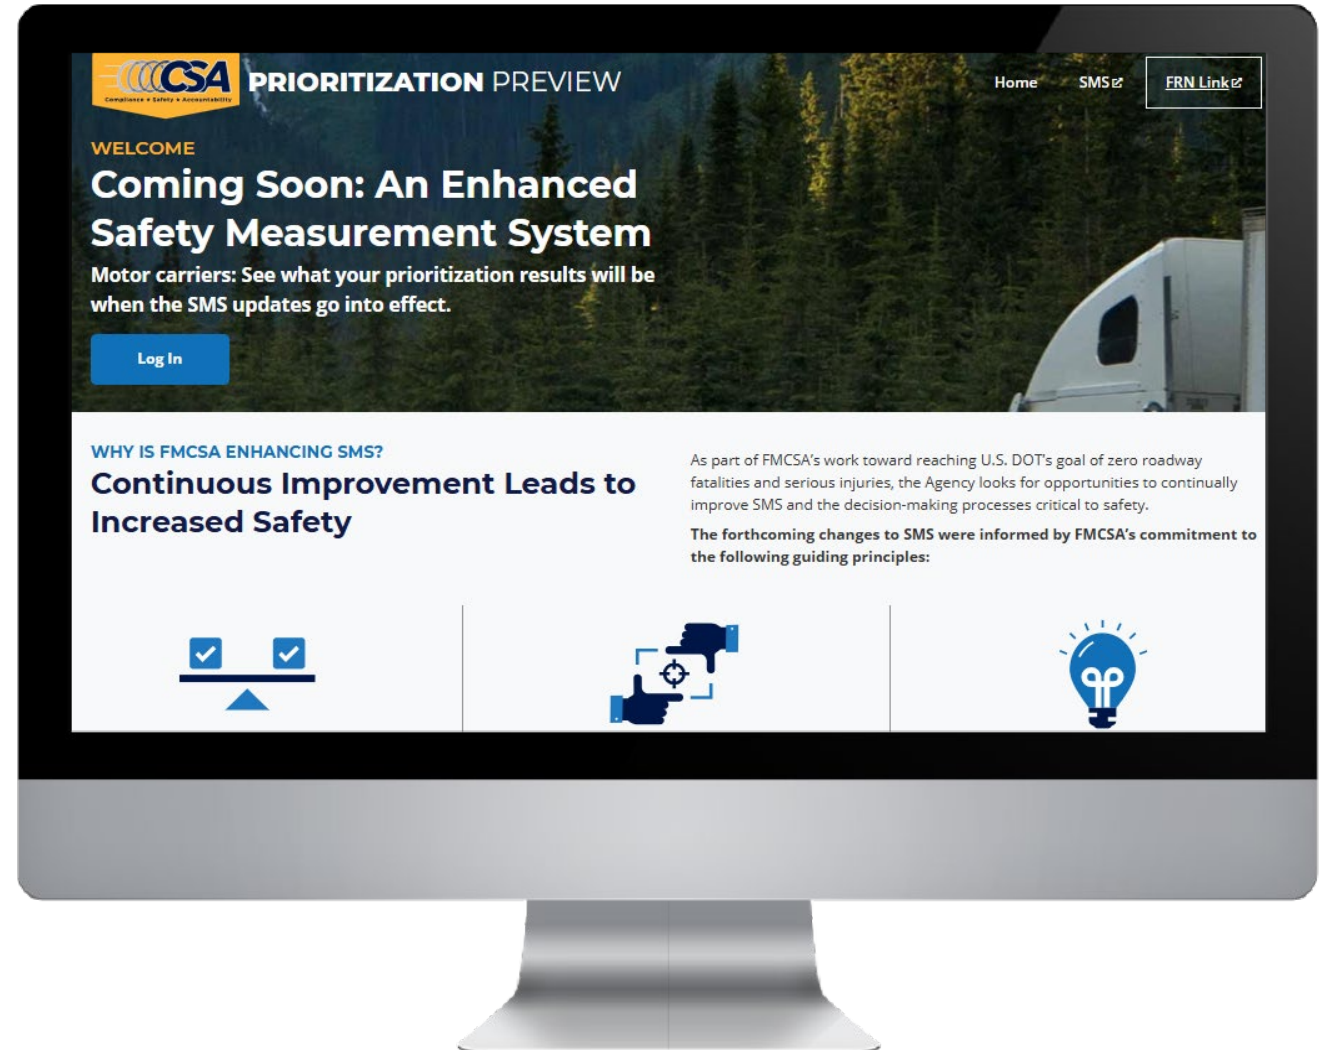 CSA
Compliance • Safety • Accountability
PRIORITIZATION PREVIEW
Home
SMS
FRN Link
WELCOME
Coming Soon: An Enhanced
Safety Measurement System
Motor carriers: See what your prioritization results will be
when the SMS updates go into effect.
Log In
WHY IS FMCSA ENHANCING SMS?
Continuous Improvement Leads to
Increased Safety
As part of FMCSA’s work toward reaching U.S. DOT’s goal of zero roadway
fatalities and serious injuries, the Agency looks for opportunities to continually
improve SMS and the decision-making processes critical to safety.
The forthcoming changes to SMS were informed by FMCSA’s commitment to
the following guiding principles: